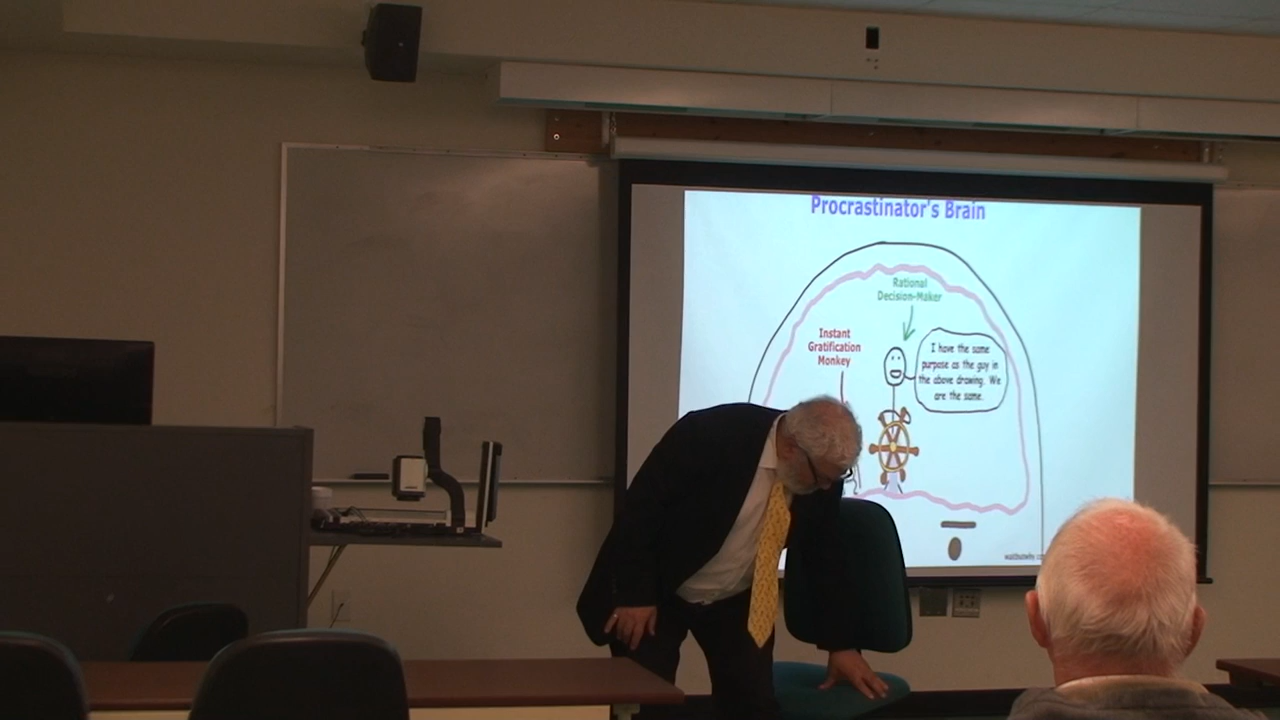 Procrastinator's Brain
Rational
Decision-Maker
Instant
Gratification
Monkey
I have the same
purpose as the guy in
the above drawing. We
are the same.